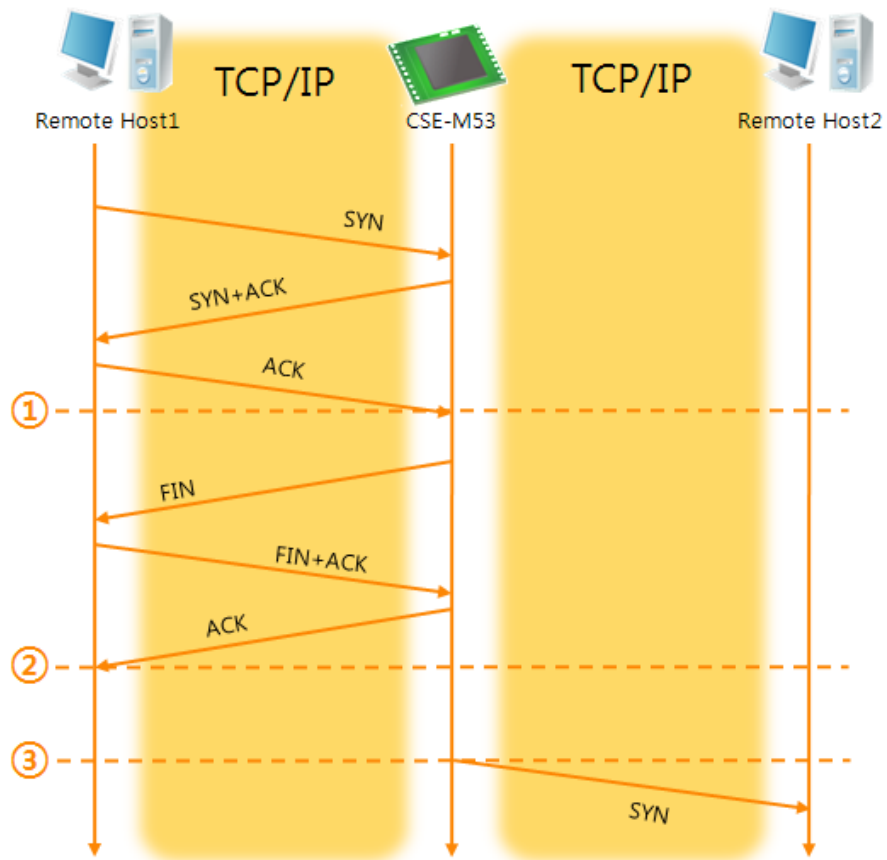 TCP/IP
TCP/IP
Remote Host1
CSE-M53
Remote Host2
SYN
SYN+ACK
ACK
①
FIN
FIN+ACK
ACK
②
③
SYN